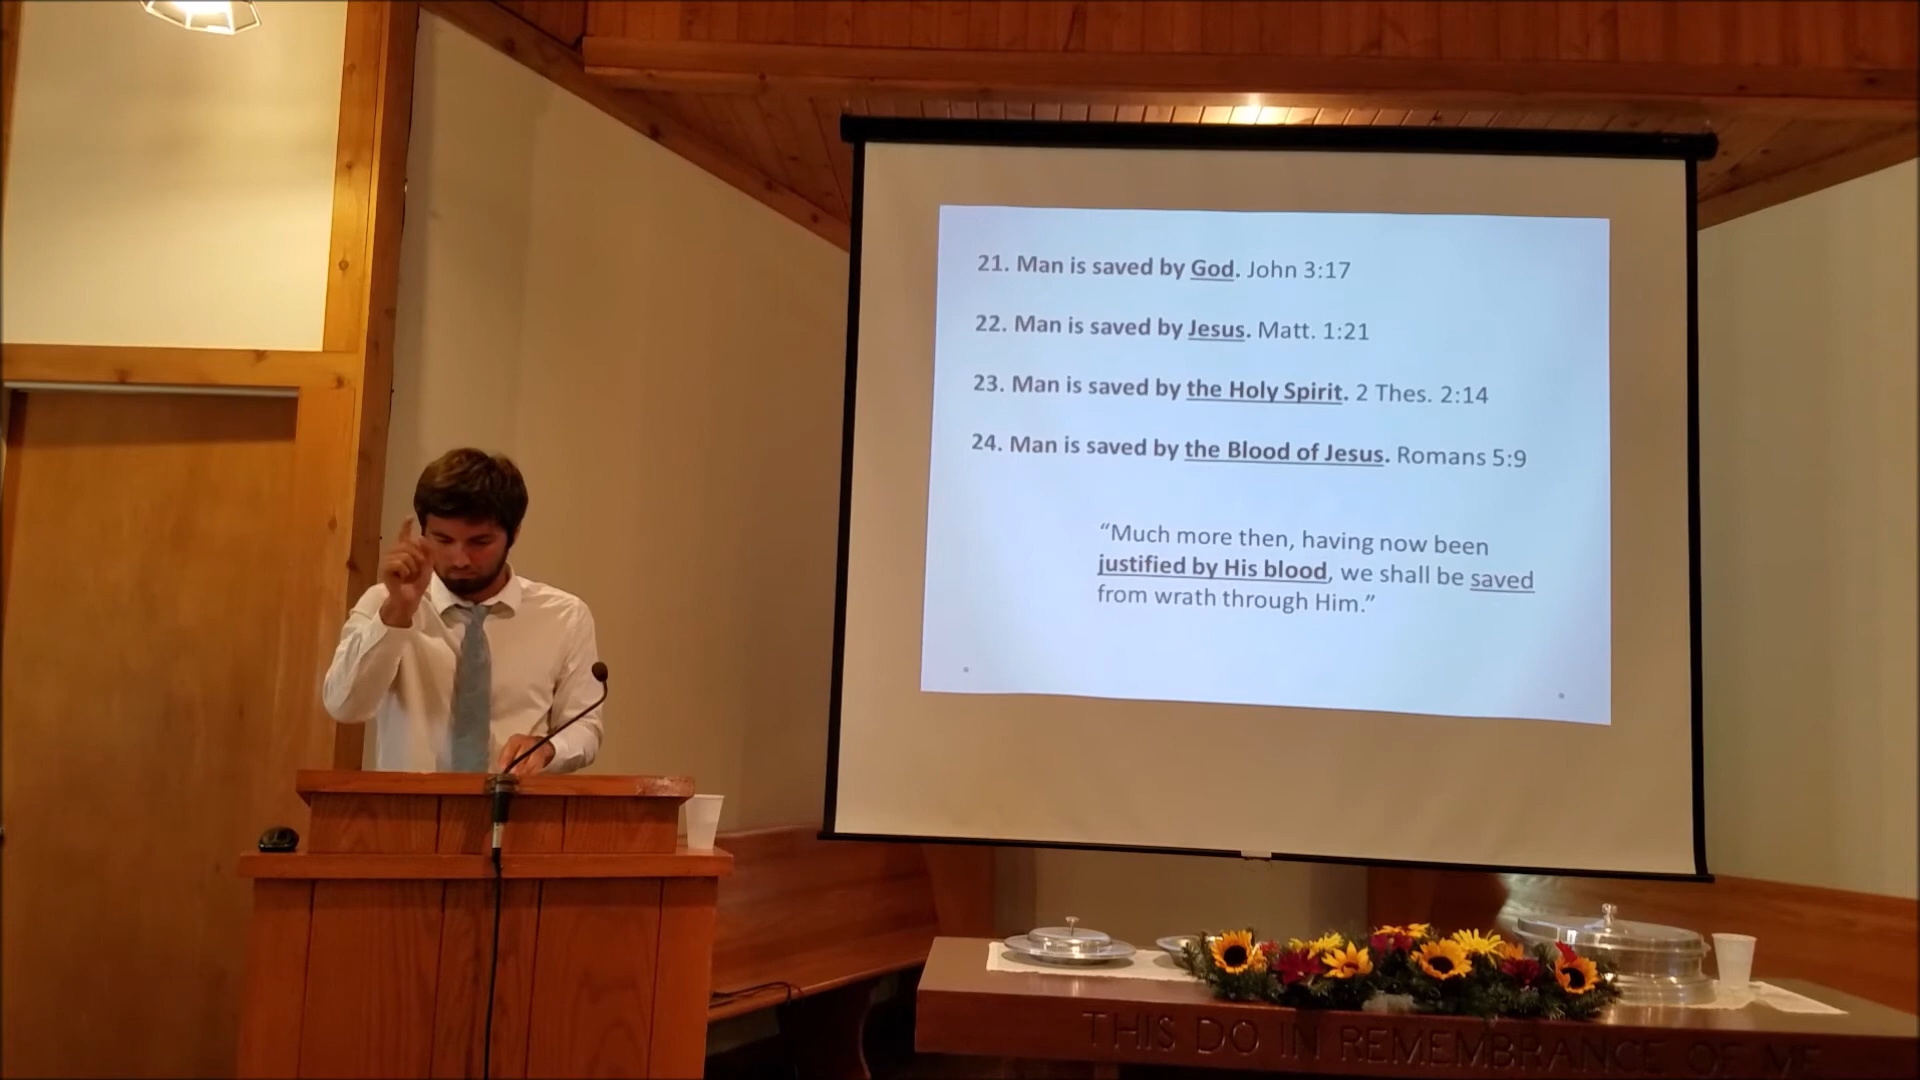 21. Man is saved by God. John 3:17
22. Man is saved by Jesus. Matt. 1:21
23. Man is saved by the Holy Spirit. 2 Thes. 2:14
24. Man is saved by the Blood of Jesus. Romans 5:9
“Much more then, having now been
justified by His blood, we shall be saved
from wrath through Him.”
THIS DO IN REMEMBRANCE OF ME